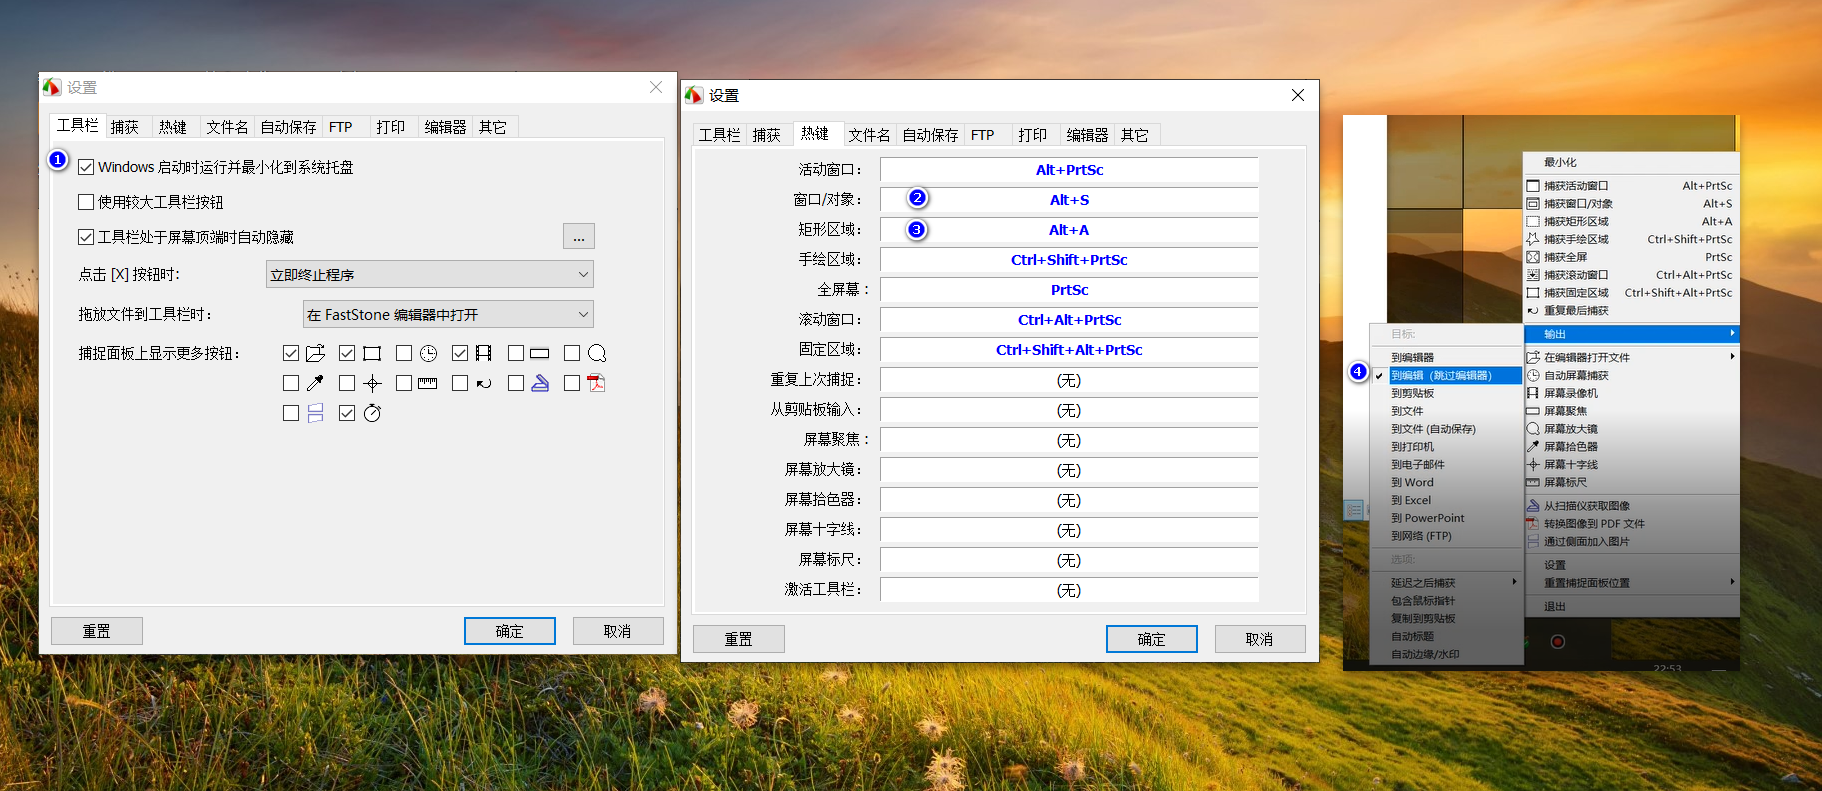 设置
工具栏 捕获 热键 文件名 自动保存 FTP 打印 编辑器 其它
1
Windows 启动时运行并最小化到系统托盘
使用较大工具栏按钮
工具栏处于屏幕顶端时自动隐藏
...
点击 [X] 按钮时:
立即终止程序
拖放文件到工具栏时:
在 FastStone 编辑器中打开
捕捉面板上显示更多按钮:
重置 确定 取消
设置
工具栏 捕获 热键 文件名 自动保存 FTP 打印 编辑器 其它
活动窗口: Alt+PrtSc
窗口/对象: 2 Alt+S
矩形区域: 3 Alt+A
手绘区域: Ctrl+Shift+PrtSc
全屏幕: PrtSc
滚动窗口: Ctrl+Alt+PrtSc
固定区域: Ctrl+Shift+Alt+PrtSc
重复上次捕捉: (无)
从剪贴板输入: (无)
屏幕聚焦: (无)
屏幕放大镜: (无)
屏幕拾色器: (无)
屏幕十字线: (无)
屏幕标尺: (无)
激活工具栏: (无)
重置 确定 取消
最小化
捕获活动窗口 Alt+PrtSc
捕获窗口/对象 Alt+S
捕获矩形区域 Alt+A
捕获手绘区域 Ctrl+Shift+PrtSc
捕获全屏 PrtSc
捕获滚动窗口 Ctrl+Alt+PrtSc
捕获固定区域 Ctrl+Shift+Alt+PrtSc
重复最后捕获
输出
在编辑器打开文件
自动屏幕捕获
屏幕录像机
屏幕聚焦
屏幕放大镜
屏幕拾色器
屏幕十字线
屏幕标尺
从扫描仪获取图像
转换图像到 PDF 文件
通过侧面加入图片
设置
重置捕捉面板位置
退出
目标:
到编辑器
4
到编辑 (跳过编辑器)
到剪贴板
到文件
到文件 (自动保存)
到打印机
到电子邮件
到 Word
到 Excel
到 PowerPoint
到网络 (FTP)
选项:
延迟之后捕获
包含鼠标指针
复制到剪贴板
自动标题
自动边缘/水印
22:53